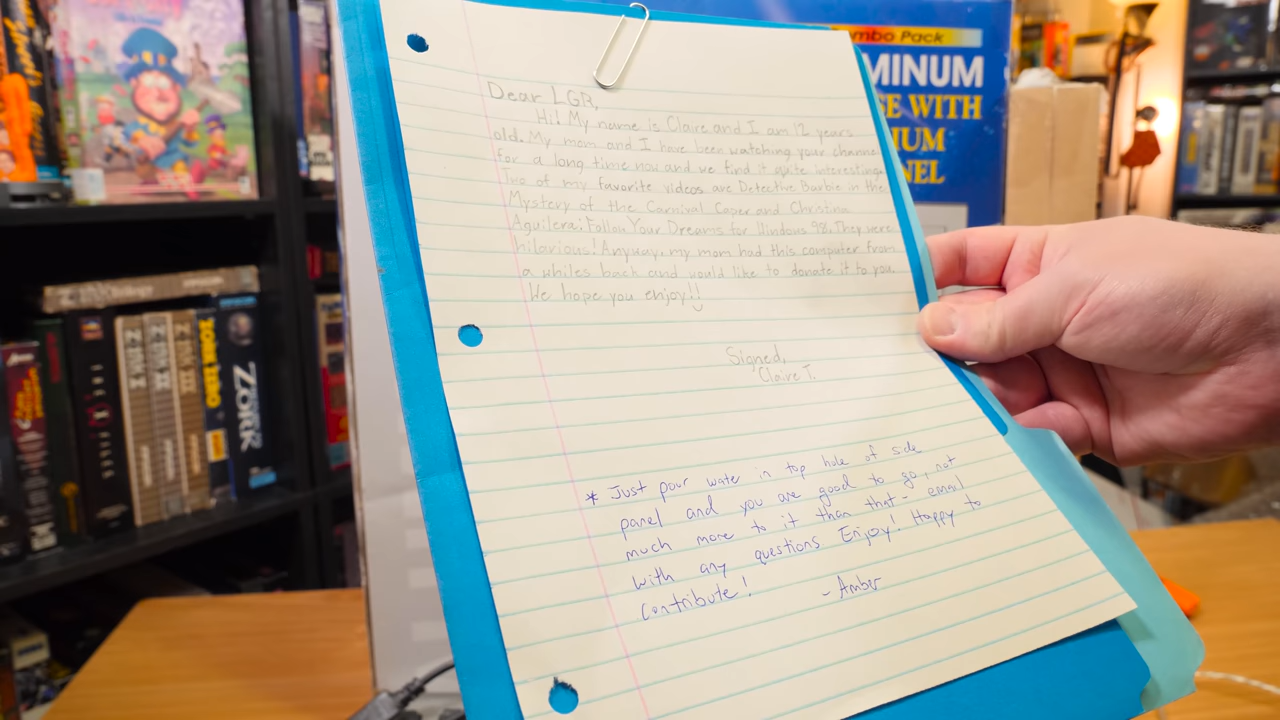 Dear LGR,
Hi! My name is Claire and I am 12 years
old. My mom and I have been watching your channel
for a long time now and we find it quite interesting.
Two of my favorite videos are Detective Barbie in the
Mystery of the Carnival Caper and Christina
Aguilera: Follow Your Dreams for Windows 98. They were
hilarious! Anyway, my mom had this computer from
a whiles back and would like to donate it to you.
We hope you enjoy!!
Signed,
Claire T.
* Just pour water in top hole of side
panel and you are good to go, not
much more to it than that - email
with any questions Enjoy! Happy to
Contribute!
- Amber
mbo Pack
MINUM
E WITH
IUM
NEL
THE X FILES
ZORK ZERO
ZORK